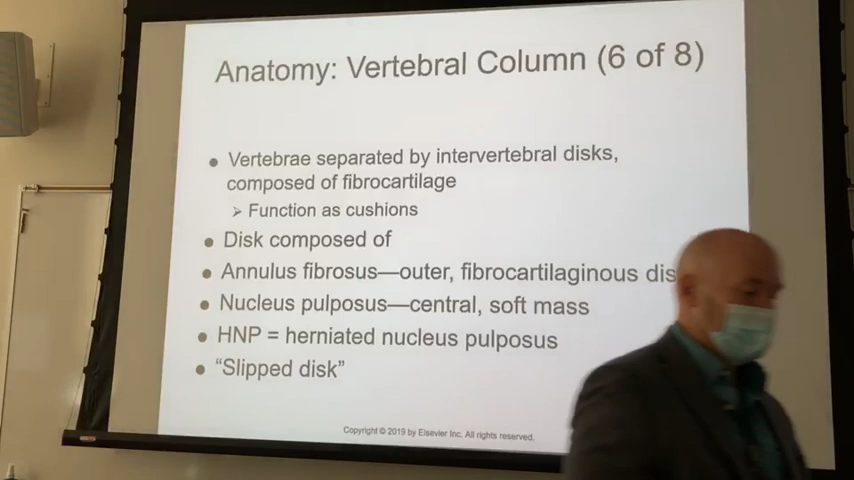 Anatomy: Vertebral Column (6 of 8)
• Vertebrae separated by intervertebral disks,
composed of fibrocartilage
➢ Function as cushions
• Disk composed of
• Annulus fibrosus—outer, fibrocartilaginous
• Nucleus pulposus—central, soft mass
• HNP = herniated nucleus pulposus
• “Slipped disk”
Copyright © 2019 by Elsevier Inc. All rights reserved.